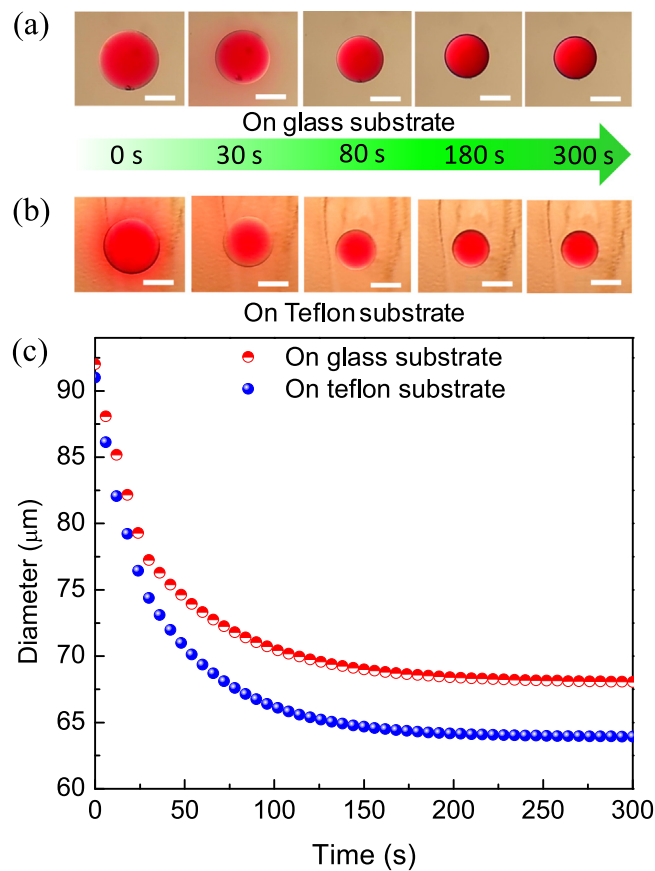 (a)
On glass substrate
0 s 30 s 80 s 180 s 300 s
(b)
On Teflon substrate
(c)
On glass substrate
On teflon substrate
90
85
80
75
70
65
60
Diameter (μm)
0 50 100 150 200 250 300
Time (s)